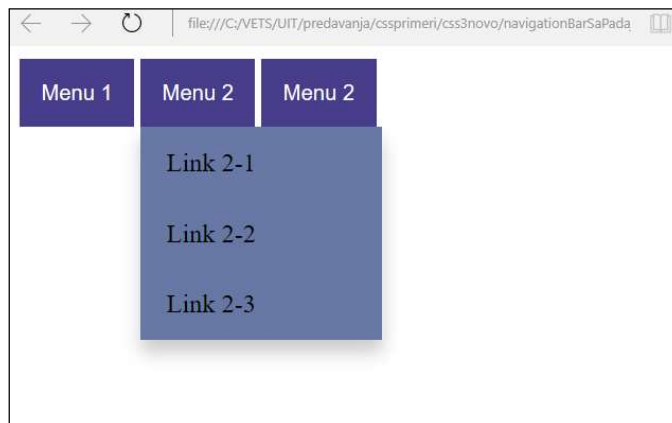 file:///C:/VETS/UIT/predavanja/cssprimeri/css3novo/navigationBarSaPada
Menu 1 Menu 2 Menu 2
Link 2-1
Link 2-2
Link 2-3